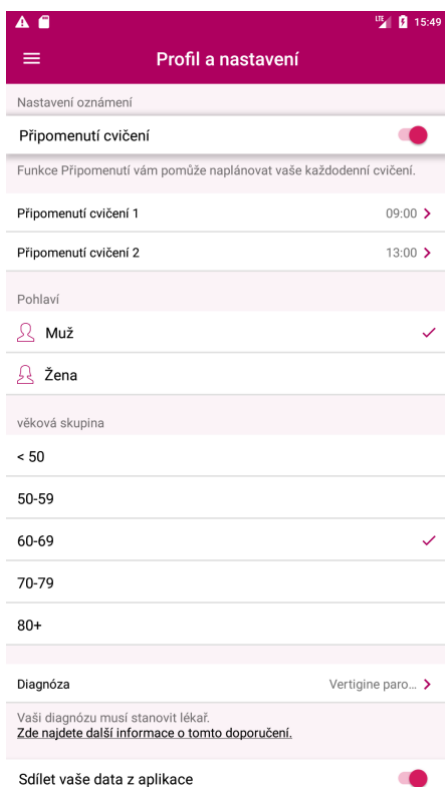 LTE 15:49
Profil a nastavení
Nastavení oznámení
Připomenutí cvičení
Funkce Připomenutí vám pomůže naplánovat vaše každodenní cvičení.
Připomenutí cvičení 1 09:00
Připomenutí cvičení 2 13:00
Pohlaví
Muž
Žena
věková skupina
< 50
50-59
60-69
70-79
80+
Diagnóza Vertigine paro...
Vaši diagnózu musí stanovit lékař.
Zde najdete další informace o tomto doporučení.
Sdílet vaše data z aplikace